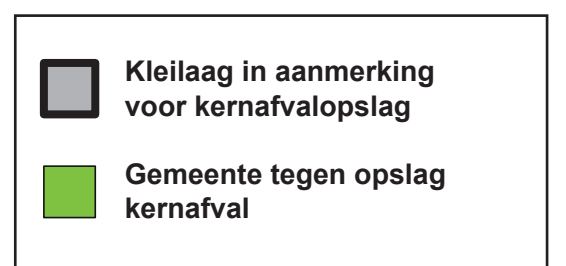 Kleilaag in aanmerking
voor kernafvalopslag
Gemeente tegen opslag
kernafval